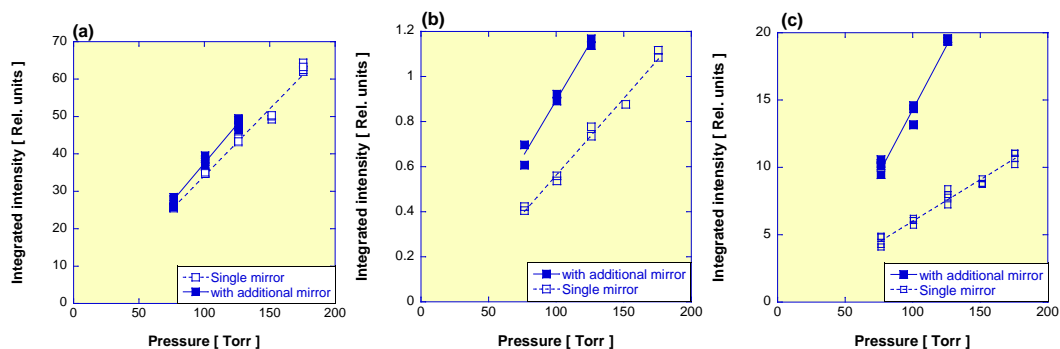 (a)
70
60
50
40
30
20
10
0
0 50 100 150 200
Integrated intensity [ Rel. units ]
Pressure [ Torr ]
Single mirror
with additional mirror
(b)
1.2
1
0.8
0.6
0.4
0.2
0
0 50 100 150 200
Integrated intensity [ Rel. units ]
Pressure [ Torr ]
with additional mirror
Single mirror
(c)
20
15
10
5
0
0 50 100 150 200
Integrated intensity [ Rel. units ]
Pressure [ Torr ]
with additional mirror
Single mirror